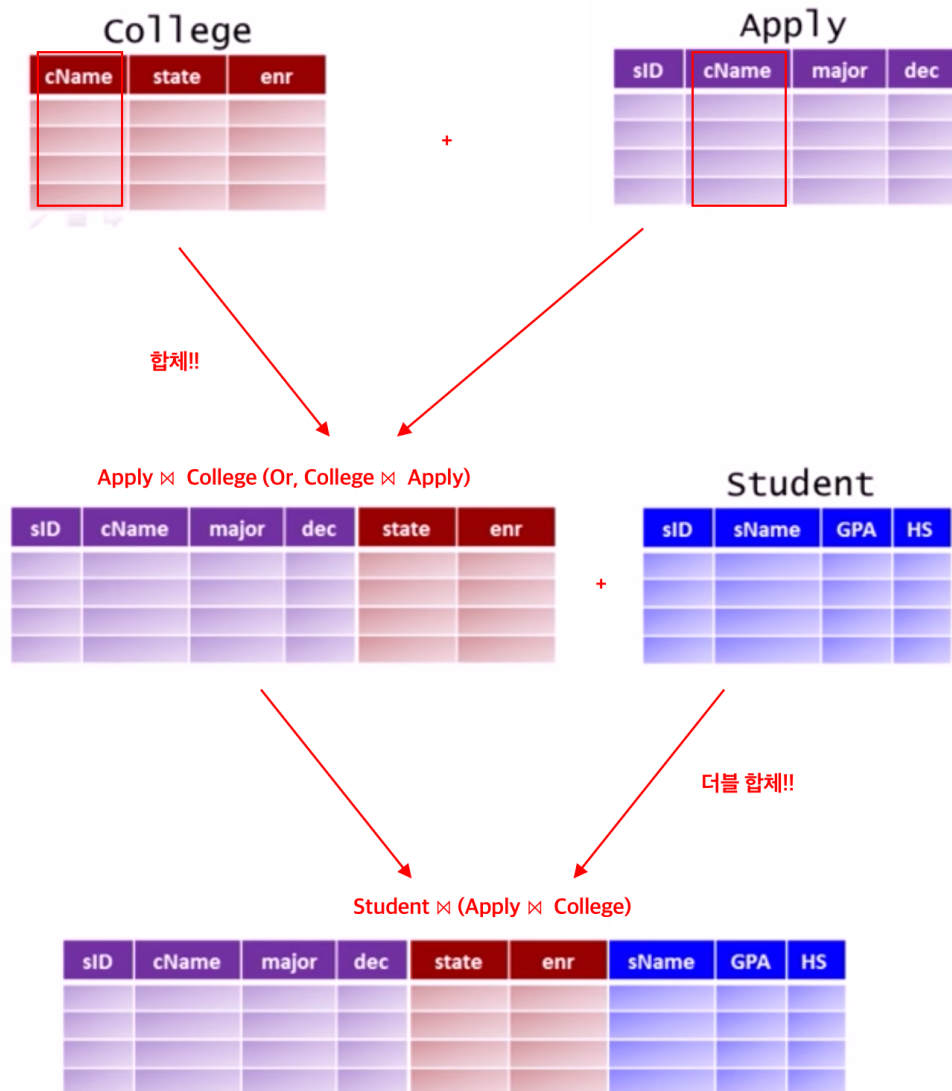 College
Apply
cName state enr
sID cName major dec
+
합체!!
Apply ⋈ College (Or, College ⋈ Apply)
Student
sID cName major dec state enr
sID sName GPA HS
+
더블 합체!!
Student ⋈ (Apply ⋈ College)
sID cName major dec state enr sName GPA HS